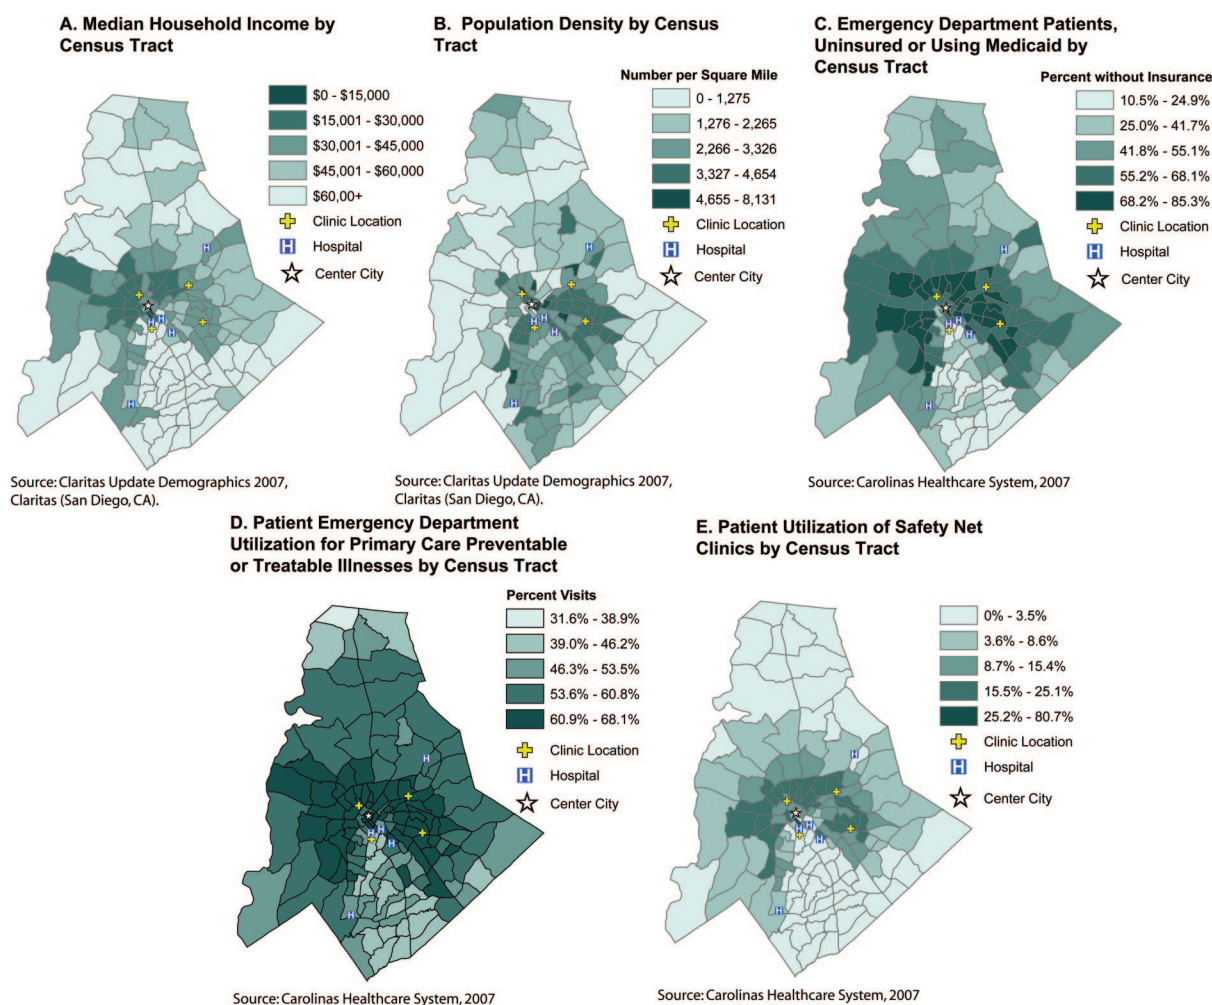 A. Median Household Income by
Census Tract
$0 - $15,000
$15,001 - $30,000
$30,001 - $45,000
$45,001 - $60,000
$60,00+
Clinic Location
H Hospital
Center City
H
H
H
H
H
Source: Claritas Update Demographics 2007,
Claritas (San Diego, CA).
B. Population Density by Census
Tract
Number per Square Mile
0 - 1,275
1,276 - 2,265
2,266 - 3,326
3,327 - 4,654
4,655 - 8,131
Clinic Location
H Hospital
Center City
H
H
H
H
H
Source: Claritas Update Demographics 2007,
Claritas (San Diego, CA).
C. Emergency Department Patients,
Uninsured or Using Medicaid by
Census Tract
Percent without Insurance
10.5% - 24.9%
25.0% - 41.7%
41.8% - 55.1%
55.2% - 68.1%
68.2% - 85.3%
Clinic Location
H Hospital
Center City
H
H
H
H
H
Source: Carolinas Healthcare System, 2007
D. Patient Emergency Department
Utilization for Primary Care Preventable
or Treatable Illnesses by Census Tract
Percent Visits
31.6% - 38.9%
39.0% - 46.2%
46.3% - 53.5%
53.6% - 60.8%
60.9% - 68.1%
Clinic Location
H Hospital
Center City
H
H
H
H
H
Source: Carolinas Healthcare System, 2007
E. Patient Utilization of Safety Net
Clinics by Census Tract
0% - 3.5%
3.6% - 8.6%
8.7% - 15.4%
15.5% - 25.1%
25.2% - 80.7%
Clinic Location
H Hospital
Center City
H
H
H
H
H
Source: Carolinas Healthcare System, 2007